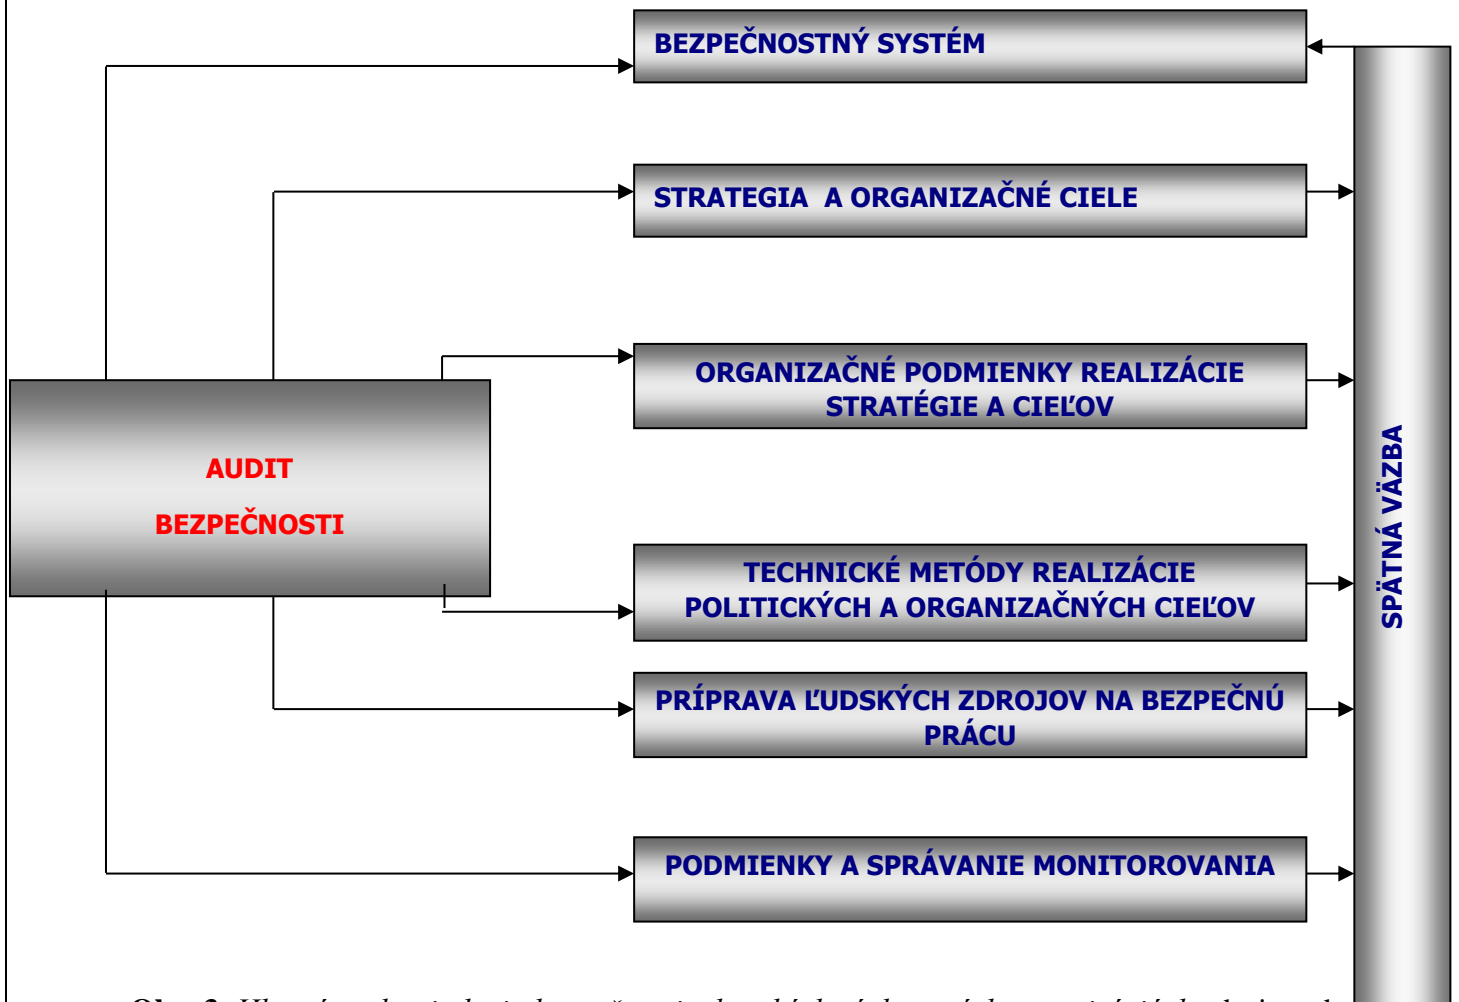 BEZPEČNOSTNÝ SYSTÉM
STRATEGIA A ORGANIZAČNÉ CIELE
ORGANIZAČNÉ PODMIENKY REALIZÁCIE
STRATÉGIE A CIEĽOV
AUDIT
BEZPEČNOSTI
TECHNICKÉ METÓDY REALIZÁCIE
POLITICKÝCH A ORGANIZAČNÝCH CIEĽOV
PRÍPRAVA ĽUDSKÝCH ZDROJOV NA BEZPEČNÚ
PRÁCU
PODMIENKY A SPRÁVANIE MONITOROVANIA
SPÄTNÁ VÄZBA